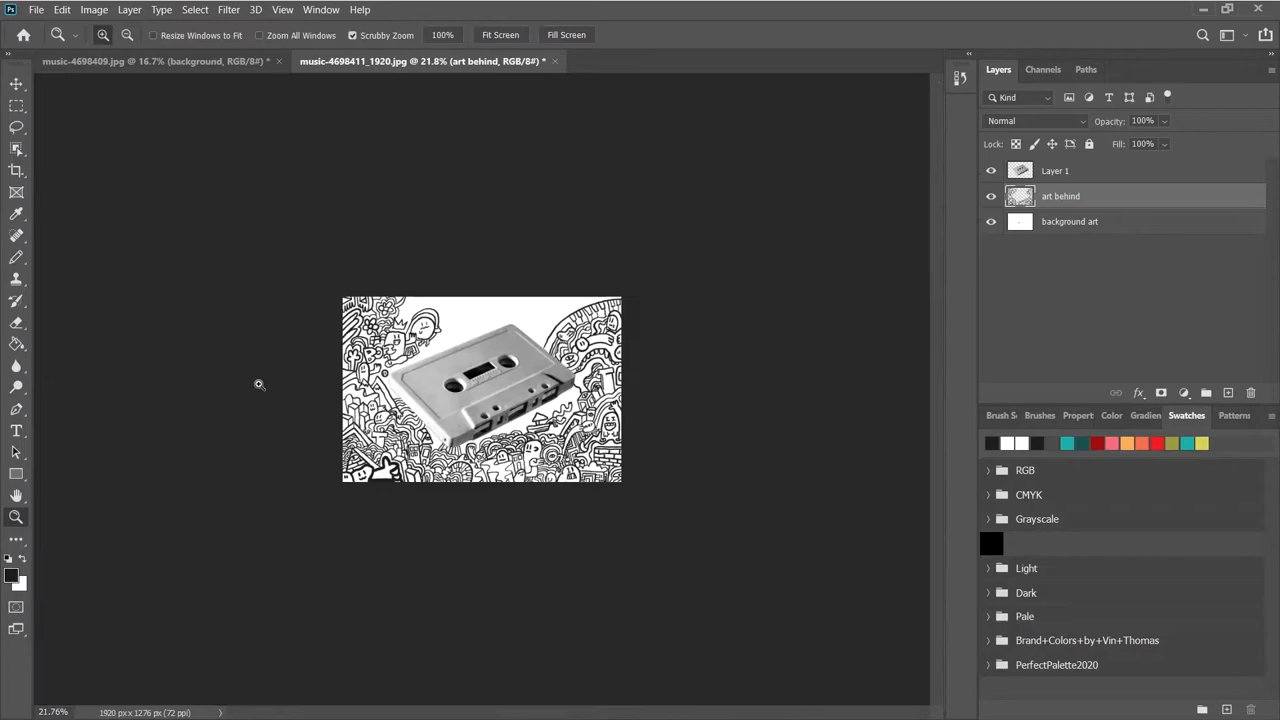 Ps File Edit Image Layer Type Select Filter 3D View Window Help
Resize Windows to Fit Zoom All Windows Scrubby Zoom 100% Fit Screen Fill Screen
music-4698409.jpg @ 16.7% (background, RGB/8#) * × music-4698411_1920.jpg @ 21.8% (art behind, RGB/8#) * ×
Layers Channels Paths
Kind
Normal Opacity: 100%
Lock: Fill: 100%
Layer 1
art behind
background art
fx
Brush S Brushes Propert Color Gradien Swatches Patterns
RGB
CMYK
Grayscale
Light
Dark
Pale
Brand+Colors+by+Vin+Thomas
PerfectPalette2020
21.76% 1920 px x 1276 px (72 ppi)